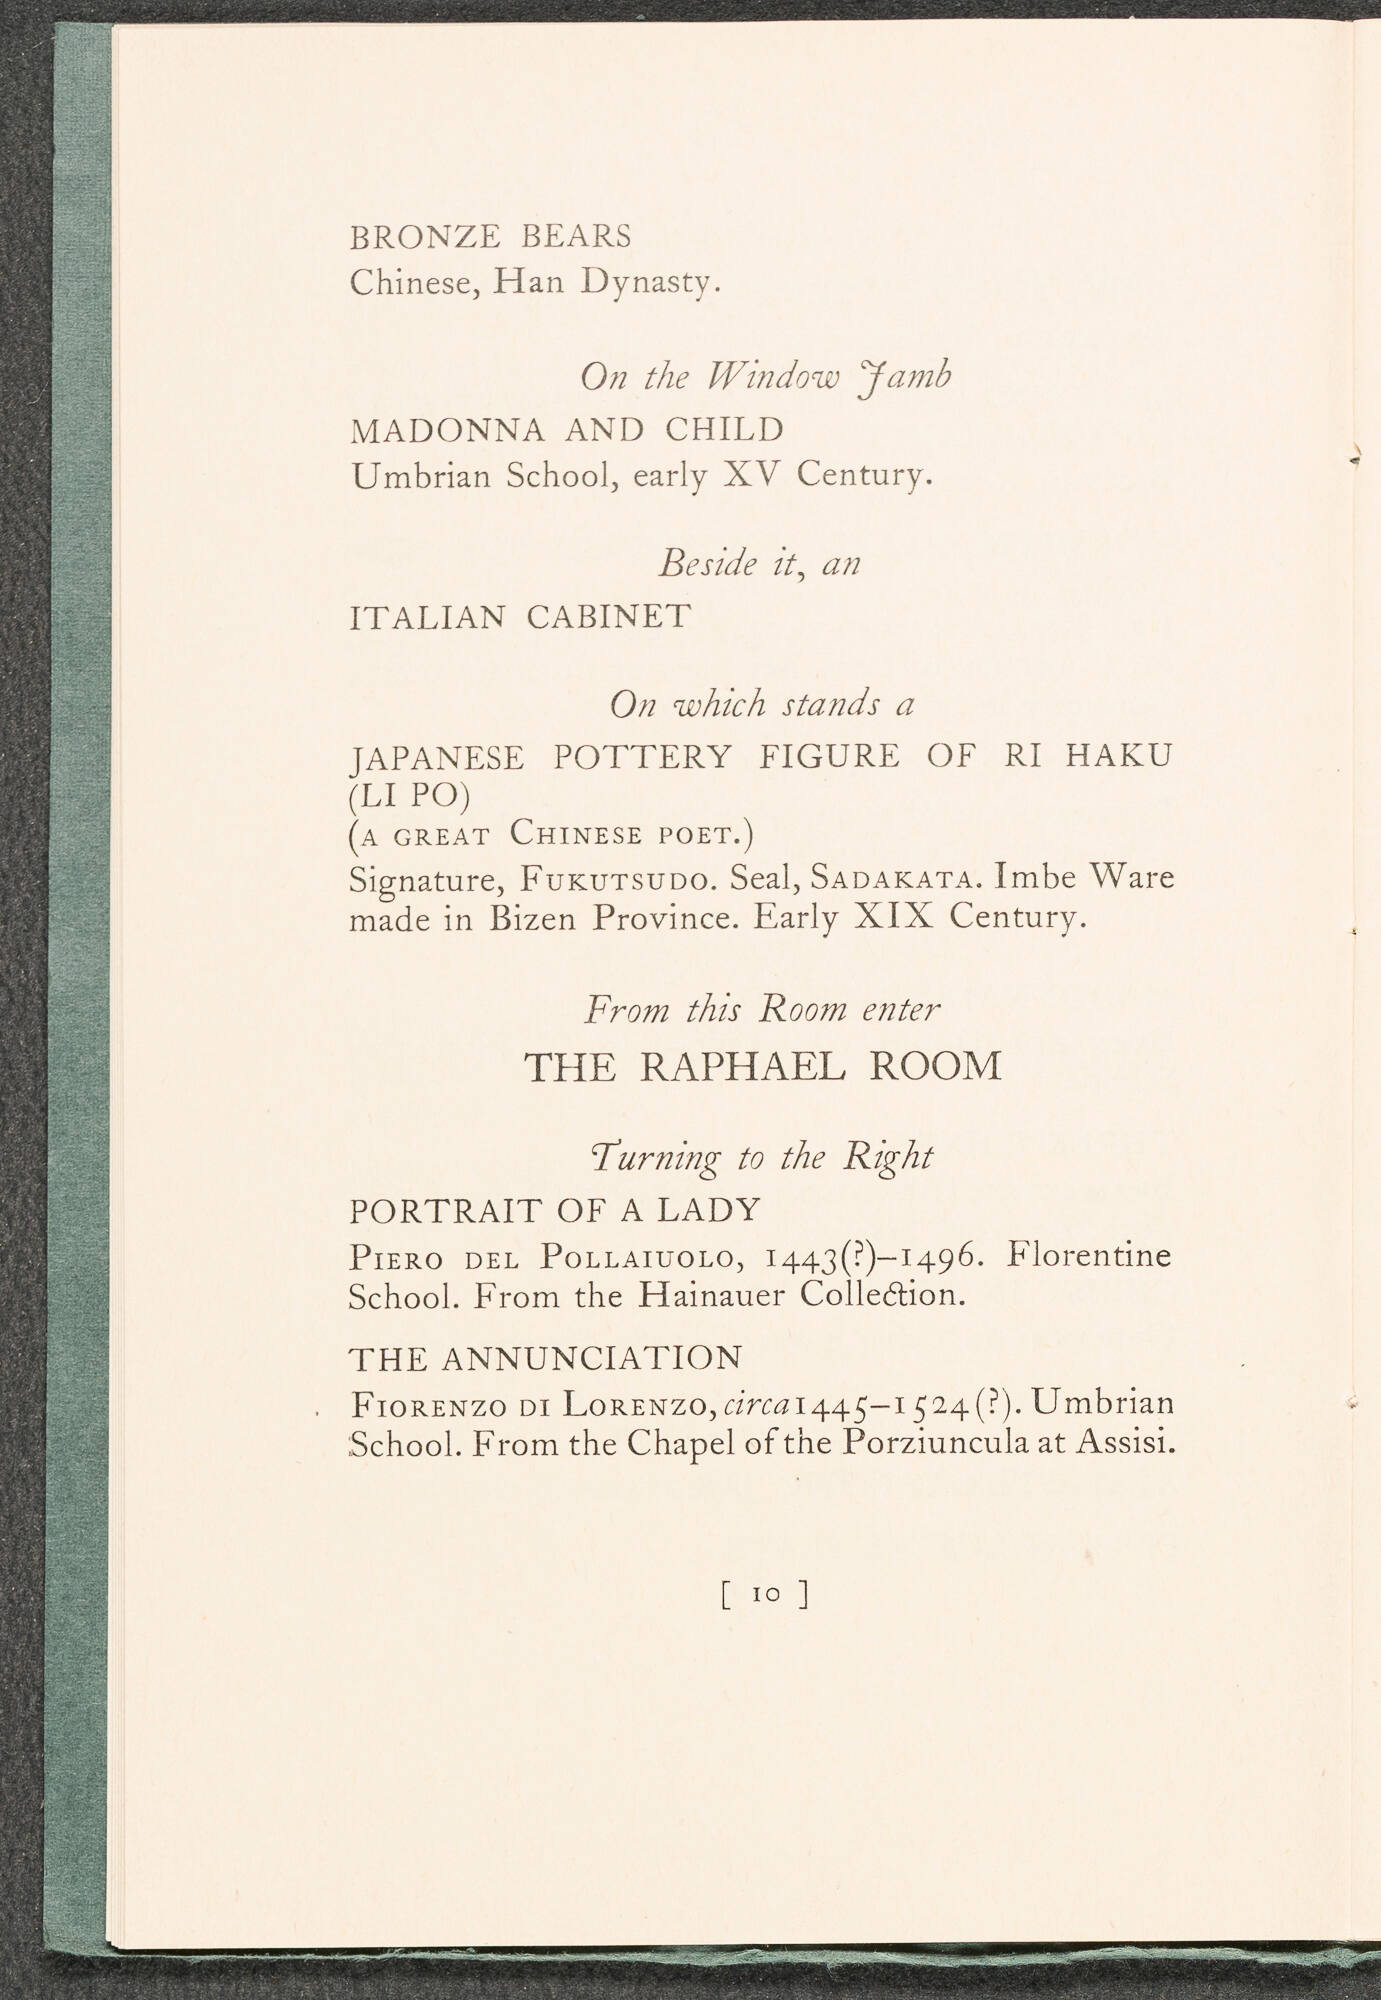 BRONZE BEARS
Chinese, Han Dynasty.
On the Window Jamb
MADONNA AND CHILD
Umbrian School, early XV Century.
Beside it, an
ITALIAN CABINET
On which stands a
JAPANESE POTTERY FIGURE OF RI HAKU
(LI PO)
(A GREAT CHINESE POET.)
Signature, FUKUTSUDO. Seal, SADAKATA. Imbe Ware
made in Bizen Province. Early XIX Century.
From this Room enter
THE RAPHAEL ROOM
Turning to the Right
PORTRAIT OF A LADY
PIERO DEL POLLAIUOLO, 1443(?)–1496. Florentine
School. From the Hainauer Collection.
THE ANNUNCIATION
FIORENZO DI LORENZO, circa 1445–1524(?). Umbrian
School. From the Chapel of the Porziuncula at Assisi.
[ 10 ]